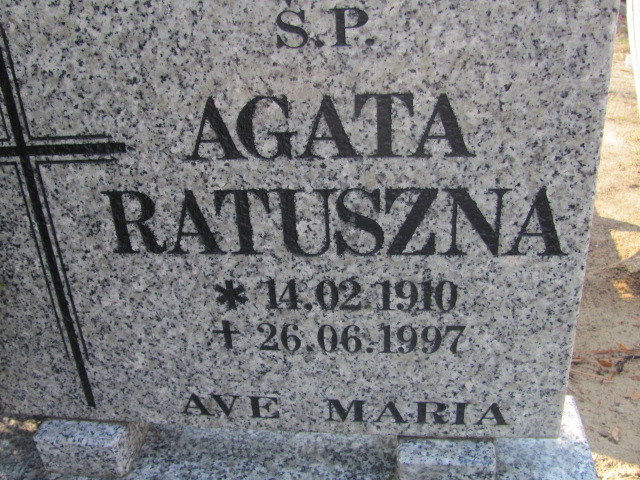 Ś.P.
AGATA
RATUSZNA
* 14.02.1910
✝ 26.06.1997
AVE MARIA